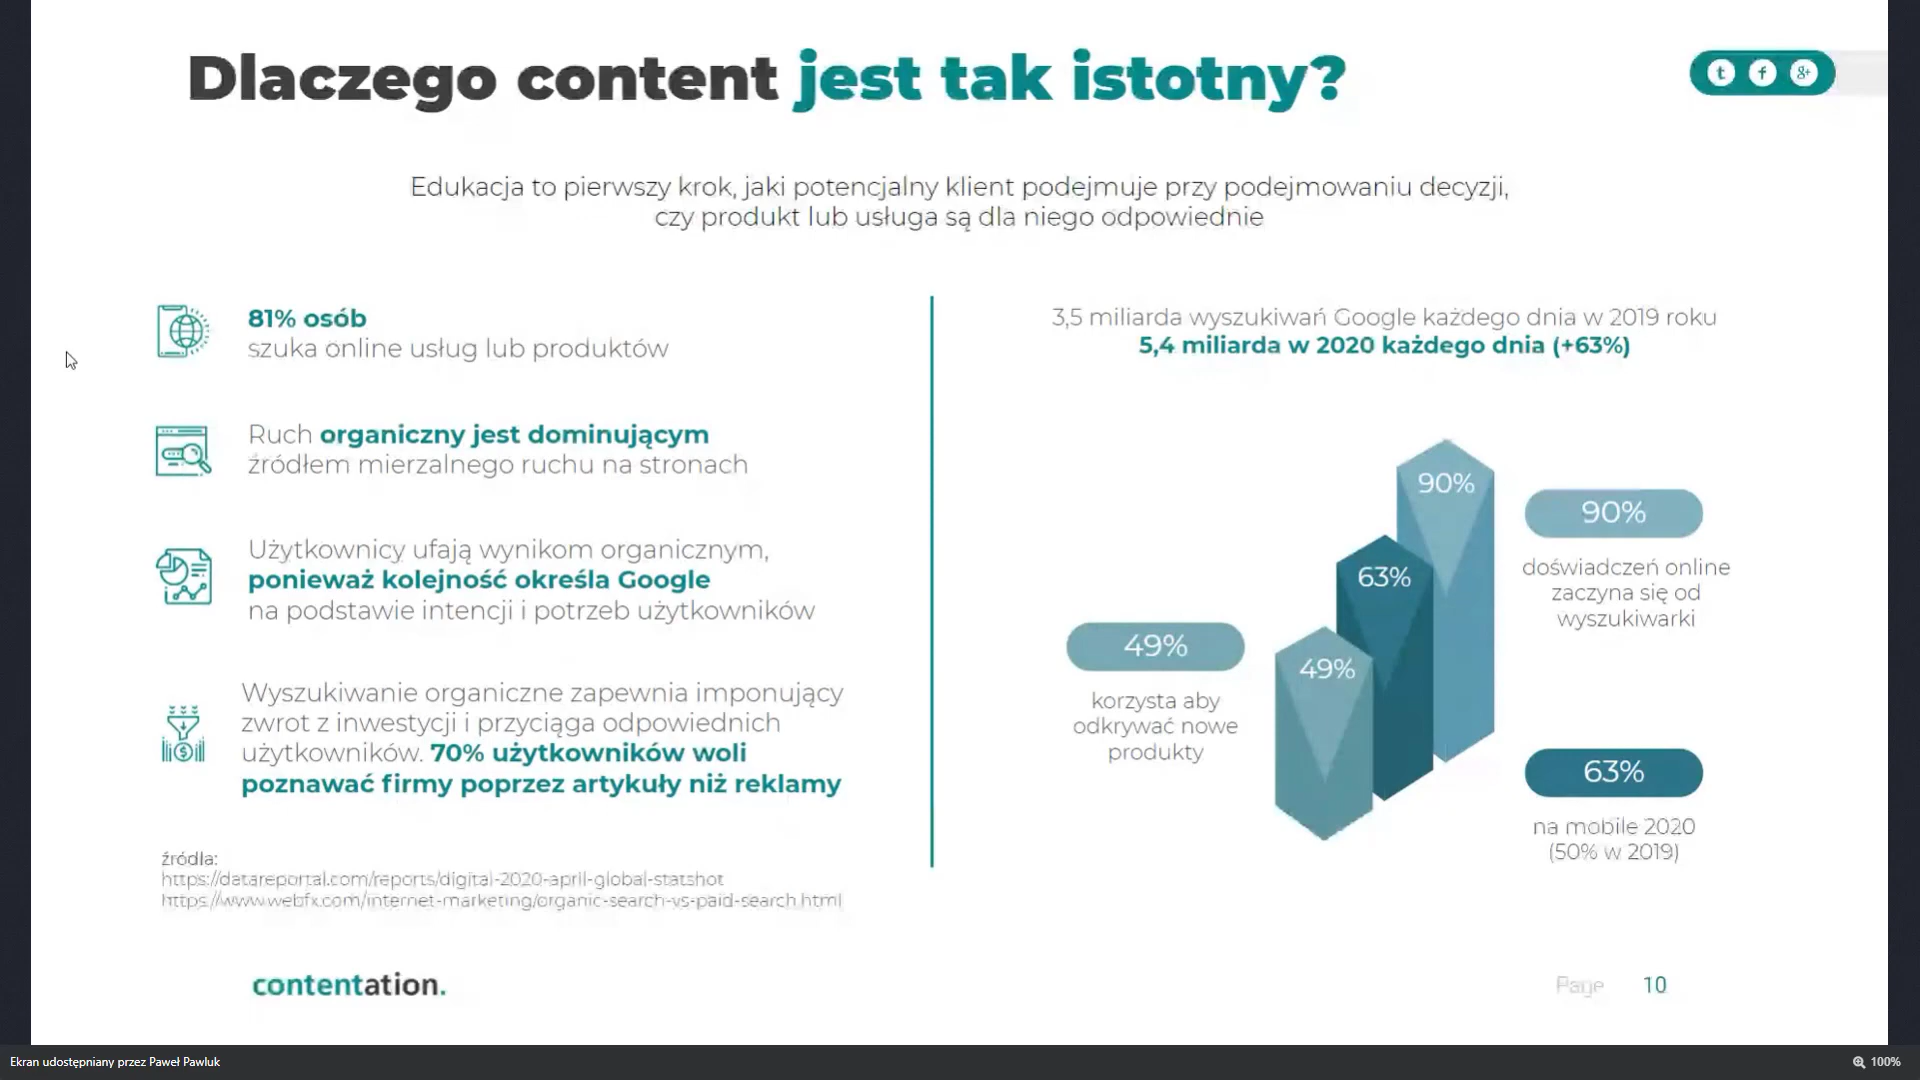 Dlaczego content jest tak istotny?
Edukacja to pierwszy krok, jaki potencjalny klient podejmuje przy podejmowaniu decyzji,
czy produkt lub usługa są dla niego odpowiednie
81% osób
szuka online usług lub produktów
Ruch organiczny jest dominującym
źródłem mierzalnego ruchu na stronach
Użytkownicy ufają wynikom organicznym,
ponieważ kolejność określa Google
na podstawie intencji i potrzeb użytkowników
Wyszukiwanie organiczne zapewnia imponujący
zwrot z inwestycji i przyciąga odpowiednich
użytkowników. 70% użytkowników woli
poznawać firmy poprzez artykuły niż reklamy
źródla:
https://datareportal.com/reports/digital-2020-april-global-statshot
https://www.webfx.com/internet-marketing/organic-search-vs-paid-search.html
3,5 miliarda wyszukiwań Google każdego dnia w 2019 roku
5,4 miliarda w 2020 każdego dnia (+63%)
90%
63%
49%
49%
korzysta aby
odkrywać nowe
produkty
90%
doświadczeń online
zaczyna się od
wyszukiwarki
63%
na mobile 2020
(50% w 2019)
contentation.
Page 10
Ekran udostępniany przez Paweł Pawluk
100%